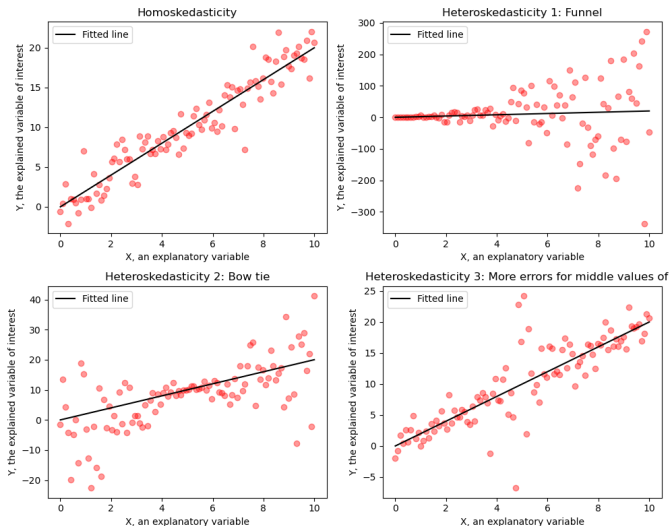 Homoskedasticity
Y, the explained variable of interest
20
15
10
5
0
Fitted line
0 2 4 6 8 10
X, an explanatory variable
Heteroskedasticity 1: Funnel
Y, the explained variable of interest
300
200
100
0
−100
−200
−300
Fitted line
0 2 4 6 8 10
X, an explanatory variable
Heteroskedasticity 2: Bow tie
Y, the explained variable of interest
40
30
20
10
0
−10
−20
Fitted line
0 2 4 6 8 10
X, an explanatory variable
Heteroskedasticity 3: More errors for middle values of
Y, the explained variable of interest
25
20
15
10
5
0
−5
Fitted line
0 2 4 6 8 10
X, an explanatory variable